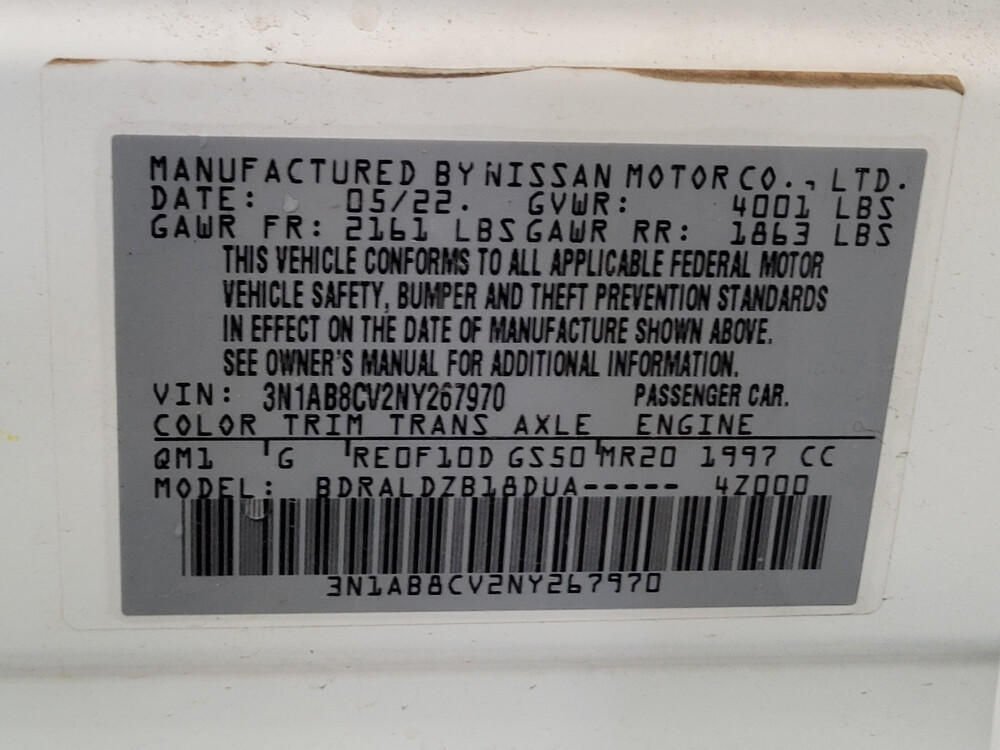 MANUFACTURED BY NISSAN MOTOR CO., LTD.
DATE: 05/22. GVWR: 4001 LBS
GAWR FR: 2161 LBS GAWR RR: 1863 LBS
THIS VEHICLE CONFORMS TO ALL APPLICABLE FEDERAL MOTOR
VEHICLE SAFETY, BUMPER AND THEFT PREVENTION STANDARDS
IN EFFECT ON THE DATE OF MANUFACTURE SHOWN ABOVE.
SEE OWNER'S MANUAL FOR ADDITIONAL INFORMATION.
VIN: 3N1AB8CV2NY267970 PASSENGER CAR.
COLOR TRIM TRANS AXLE ENGINE
QM1 G RE0F10D GS50 MR20 1997 CC
MODEL: BDRALDZB18DUA----- 4Z000
3N1AB8CV2NY267970